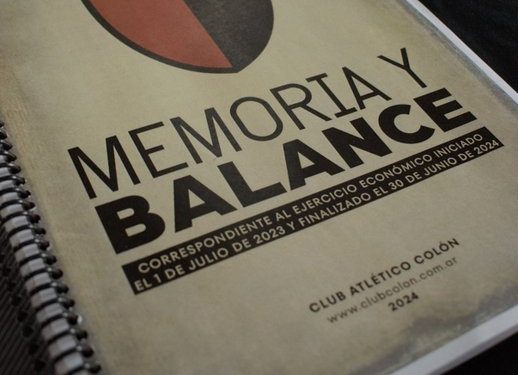 MEMORIA Y
BALANCE
CORRESPONDIENTE AL EJERCICIO ECONÓMICO INICIADO
EL 1 DE JULIO DE 2023 Y FINALIZADO EL 30 DE JUNIO DE 2024
CLUB ATLÉTICO COLÓN
www.clubcolon.com.ar
2024